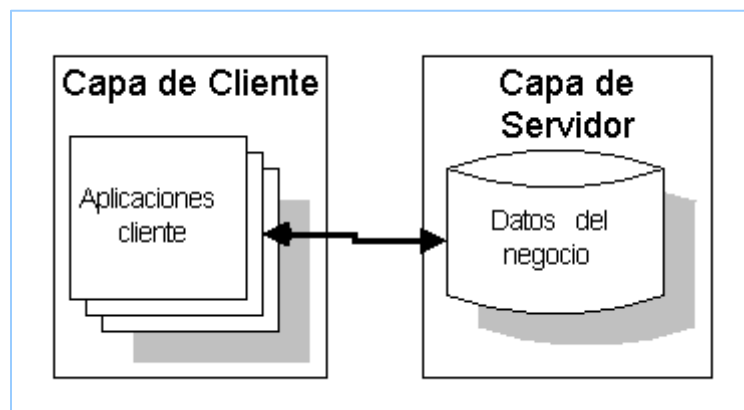 Capa de Cliente
Aplicaciones
cliente
Capa de
Servidor
Datos del
negocio